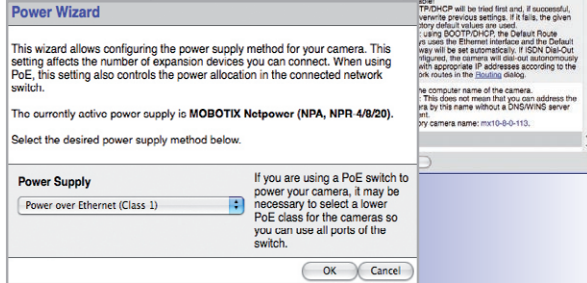 Power Wizard
This wizard allows configuring the power supply method for your camera. This
setting affects the number of expansion devices you can connect. When using
PoE, this setting also controls the power allocation in the connected network
switch.
The currently active power supply is MOBOTIX Netpower (NPA, NPR-4/8/20).
Select the desired power supply method below.
Power Supply
Power over Ethernet (Class 1)
If you are using a PoE switch to
power your camera, it may be
necessary to select a lower
PoE class for the cameras so
you can use all ports of the
switch.
OK Cancel
TP/DHCP will be tried first and, if successful,
verwrite previous settings. If it fails, the given
tory default values are used.
: using BOOTP/DHCP, the Default Route
ys uses the Ethernet interface and the Default
way will be set automatically. If ISDN Dial-Out
nfigured, the camera will dial-out autonomously
with appropriate IP addresses according to the
ork routes in the Routing dialog.
he computer name of the camera.
: This does not mean that you can address the
ra by this name without a DNS/WINS server
ent.
ory camera name: mx10-8-0-113.